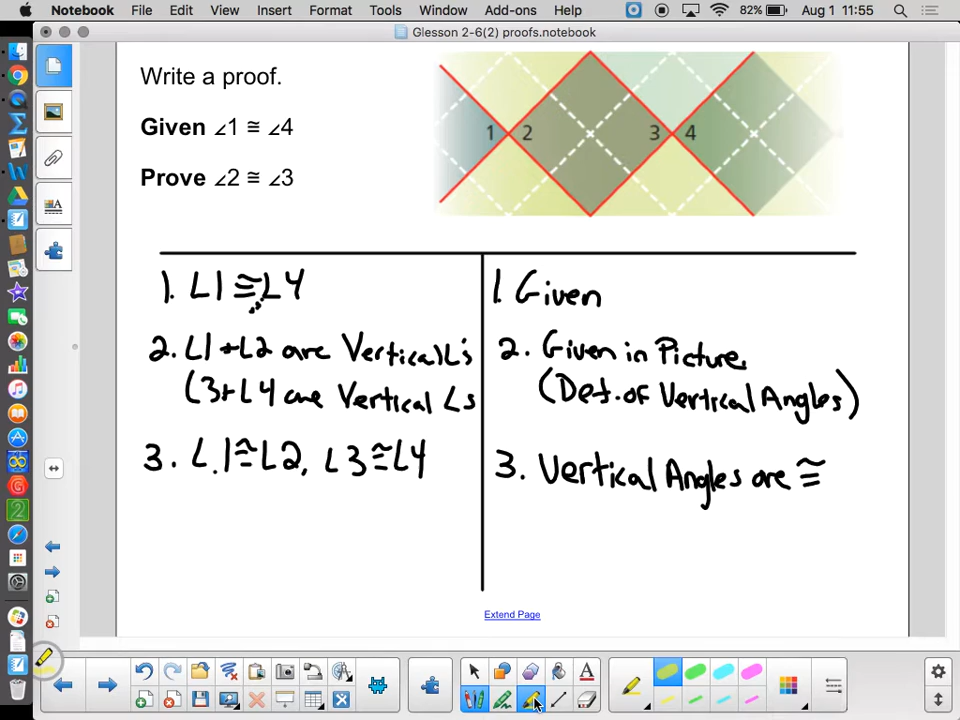 Notebook File Edit View Insert Format Tools Window Add-ons Help 82% Aug 1 11:55
Glesson 2-6(2) proofs.notebook
Write a proof.
Given ∠1 ≅ ∠4
Prove ∠2 ≅ ∠3
1 2 3 4
1. ∠1 ≅ ∠4
1. Given
2. ∠1 + ∠2 are Vertical ∠'s
∠3 + ∠4 are Vertical ∠s
2. Given in Picture.
(Def. of Vertical Angles)
3. ∠1 ≅ ∠2, ∠3 ≅ ∠4
3. Vertical Angles are ≅
Extend Page